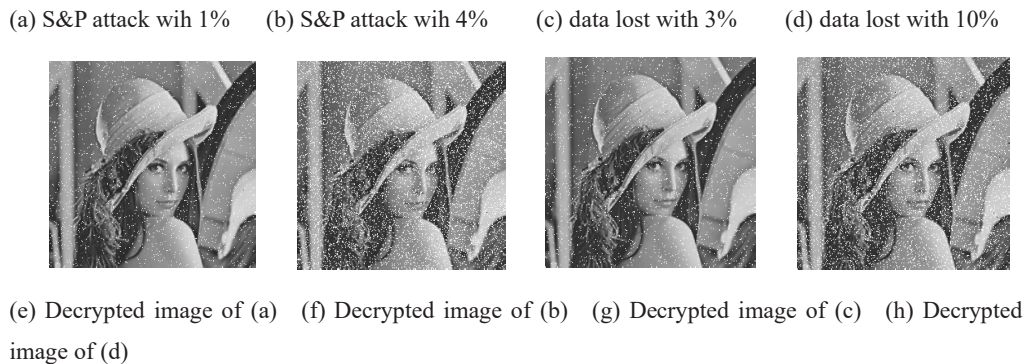 (a) S&P attack wih 1% (b) S&P attack wih 4% (c) data lost with 3% (d) data lost with 10%
(e) Decrypted image of (a) (f) Decrypted image of (b) (g) Decrypted image of (c) (h) Decrypted
image of (d)